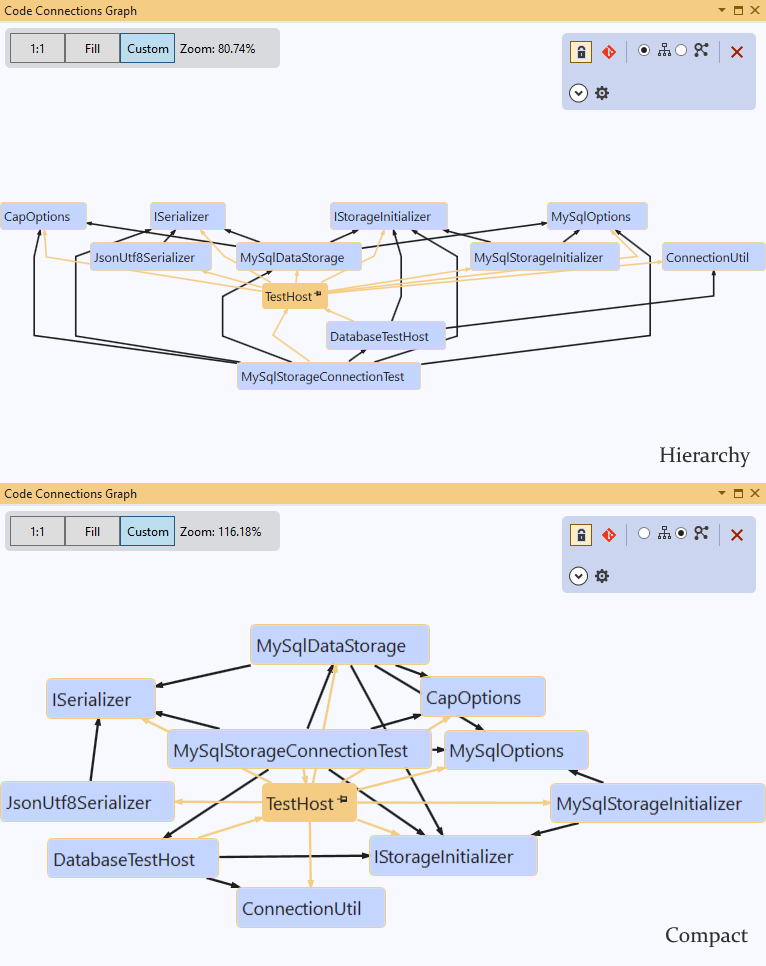 Code Connections Graph
1:1 Fill Custom Zoom: 80.74%
CapOptions ISerializer IStorageInitializer MySqlOptions
JsonUtf8Serializer MySqlDataStorage MySqlStorageInitializer ConnectionUtil
TestHost
DatabaseTestHost
MySqlStorageConnectionTest
Hierarchy
Code Connections Graph
1:1 Fill Custom Zoom: 116.18%
MySqlDataStorage
ISerializer CapOptions
MySqlStorageConnectionTest MySqlOptions
JsonUtf8Serializer TestHost MySqlStorageInitializer
DatabaseTestHost IStorageInitializer
ConnectionUtil
Compact